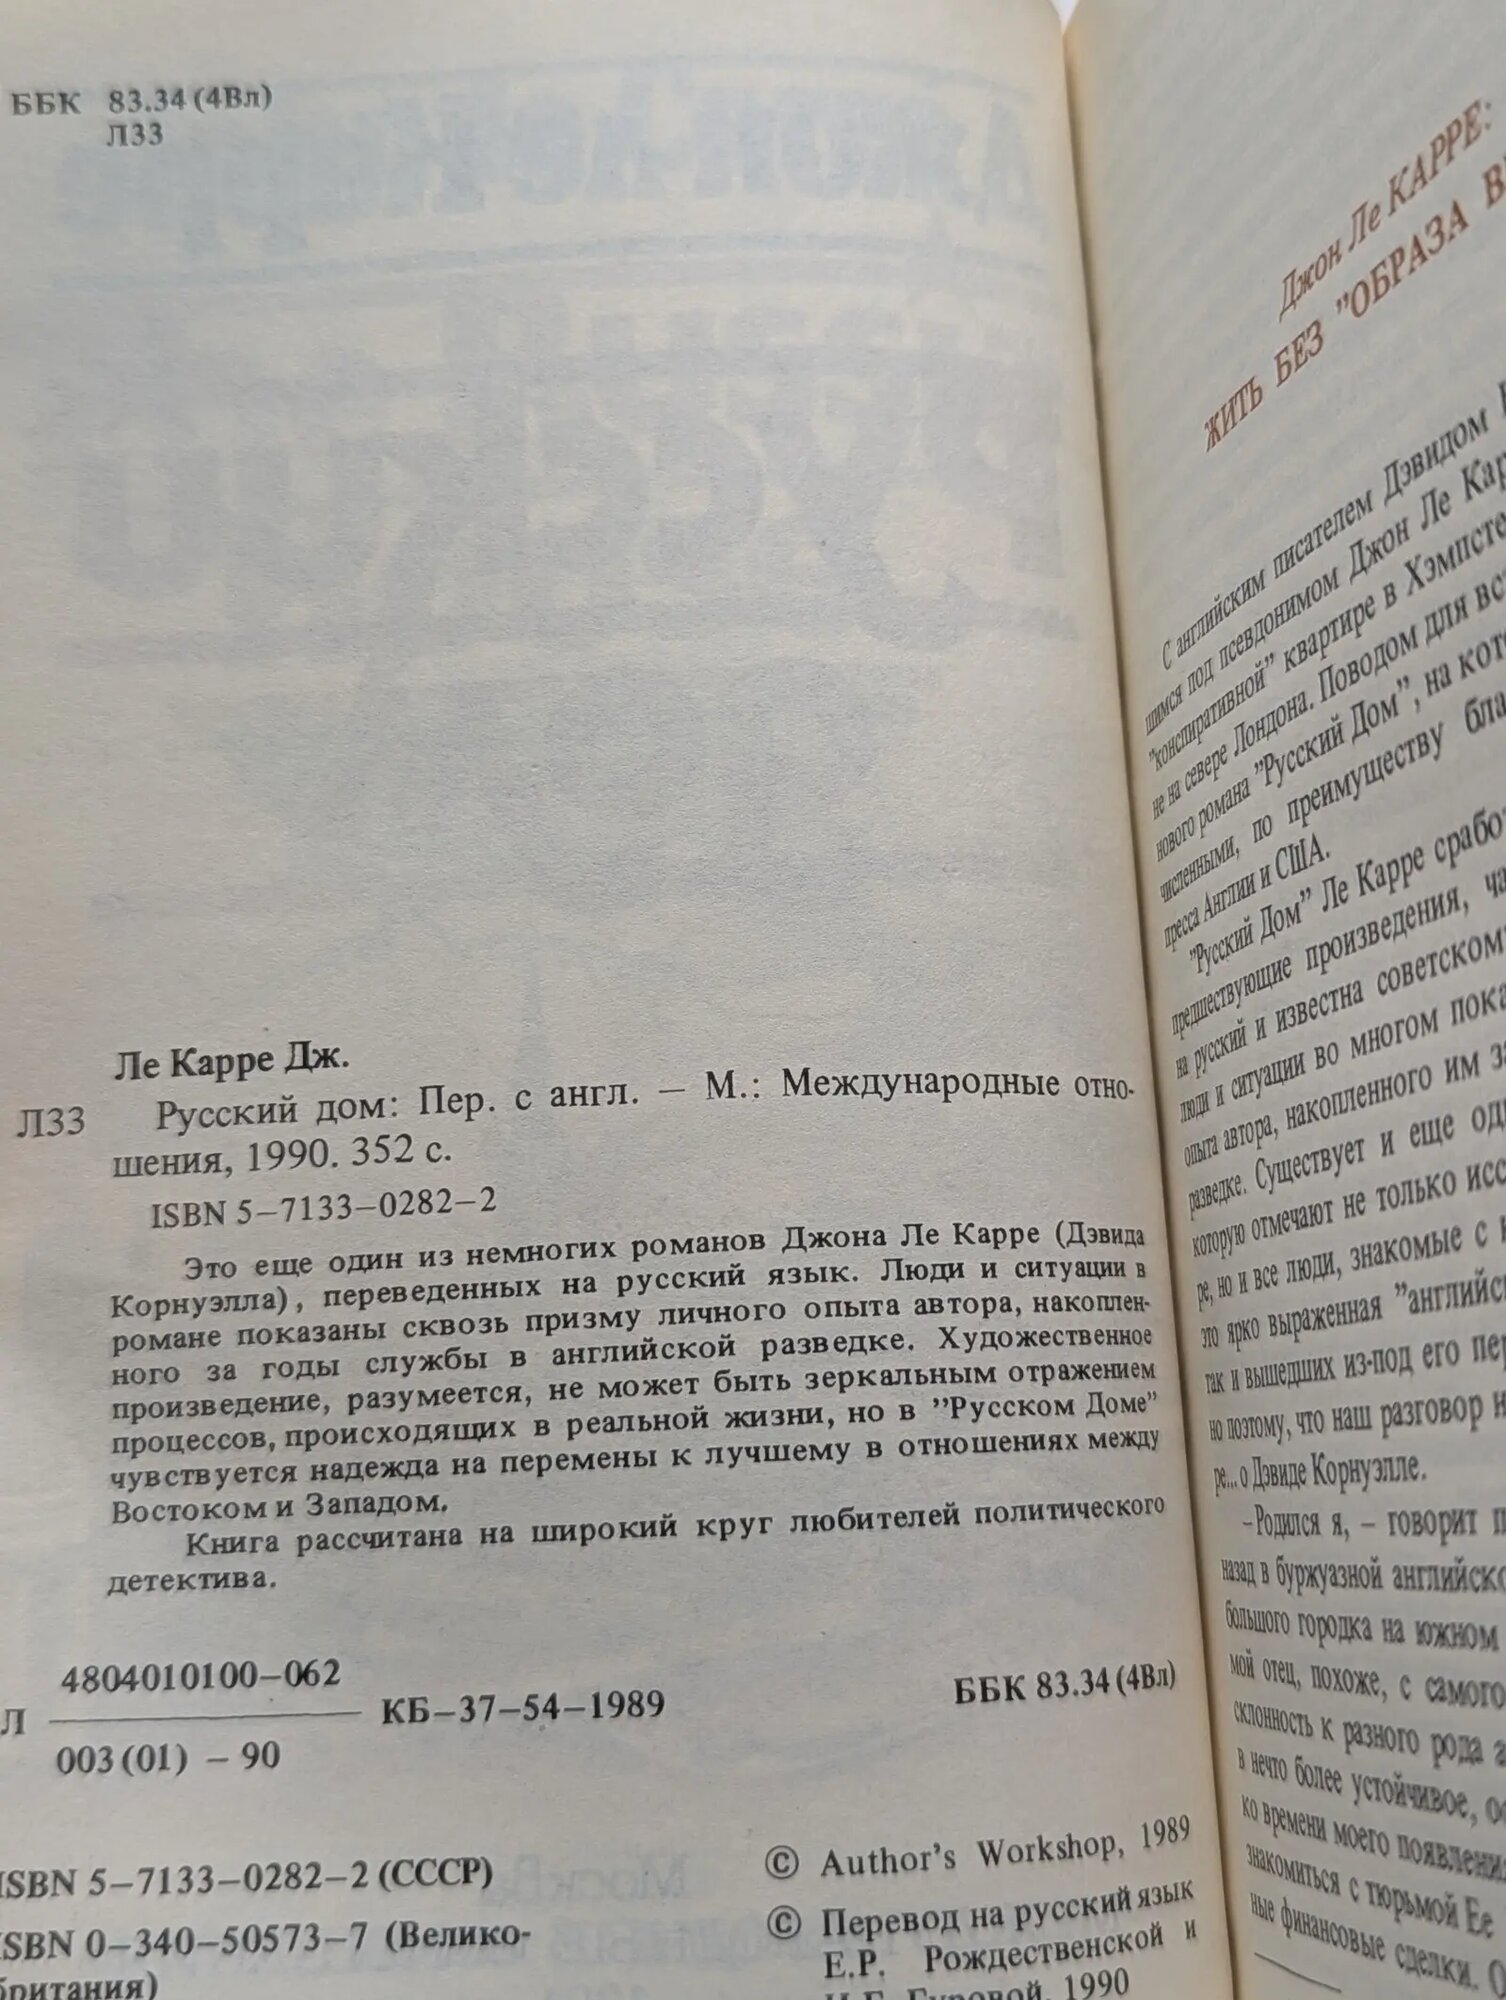 ББК 83.34 (4Вл)
Л33
Ле Карре Дж.
Л33 Русский дом: Пер. с англ. — М.: Международные отно-
шения, 1990. 352 с.
ISBN 5–7133–0282–2
Это еще один из немногих романов Джона Ле Карре (Дэвида
Корнуэлла), переведенных на русский язык. Люди и ситуации в
романе показаны сквозь призму личного опыта автора, накоплен-
ного за годы службы в английской разведке. Художественное
произведение, разумеется, не может быть зеркальным отражением
процессов, происходящих в реальной жизни, но в ”Русском Доме”
чувствуется надежда на перемены к лучшему в отношениях между
Востоком и Западом.
Книга рассчитана на широкий круг любителей политического
детектива.
Л 4804010100–062
003 (01) – 90
КБ–37–54–1989
ББК 83.34 (4Вл)
ISBN 5–7133–0282–2 (СССР)
ISBN 0–340–50573–7 (Велико-
британия)
© Author's Workshop, 1989
© Перевод на русский язык
Е.Р. Рождественской и
И.Г. Гуровой, 1990
Джон Ле КАРРЕ:
ЖИТЬ БЕЗ ”ОБРАЗА
С английским писателем Дэвидом
шимся под псевдонимом Джон Ле
”конспиративной” квартире в
не на севере Лондона. Поводом для
нового романа ”Русский Дом”, на
численными, по преимуществу
пресса Англии и США.
”Русский Дом” Ле Карре
предшествующие произведения,
на русский и известна
люди и ситуации во многом
опыта автора, накопленного им
разведке. Существует и еще
которую отмечают не только
ре, но и все люди, знакомые с
это ярко выраженная
так и вышедших из-под его
но поэтому, что наш разговор
ре... о Дэвиде Корнуэлле.
–Родился я, – говорит
назад в буржуазной
большого городка на южном
мой отец, похоже, с самого
склонность к разного рода
в нечто более устойчивое,
ко времени моего
знакомиться с тюрьмой Ее
ные финансовые сделки.